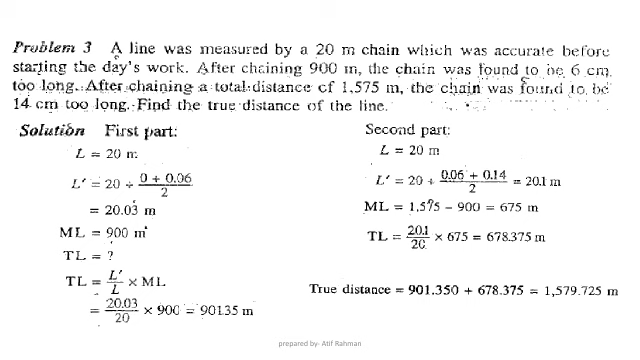 Problem 3 A line was measured by a 20 m chain which was accurate before
starting the day's work. After chaining 900 m, the chain was found to be 6 cm
too long. After chaining a total distance of 1,575 m, the chain was found to be
14 cm too long. Find the true distance of the line.
Solution First part:
L = 20 m
L′ = 20 + (0 + 0.06)/2
= 20.03 m
ML = 900 m
TL = ?
TL = L′/L × ML
= 20.03/20 × 900 = 901.35 m
Second part:
L = 20 m
L′ = 20 + (0.06 + 0.14)/2 = 20.1 m
ML = 1,575 − 900 = 675 m
TL = 20.1/20 × 675 = 678.375 m
True distance = 901.350 + 678.375 = 1,579.725 m
prepared by- Atif Rahman